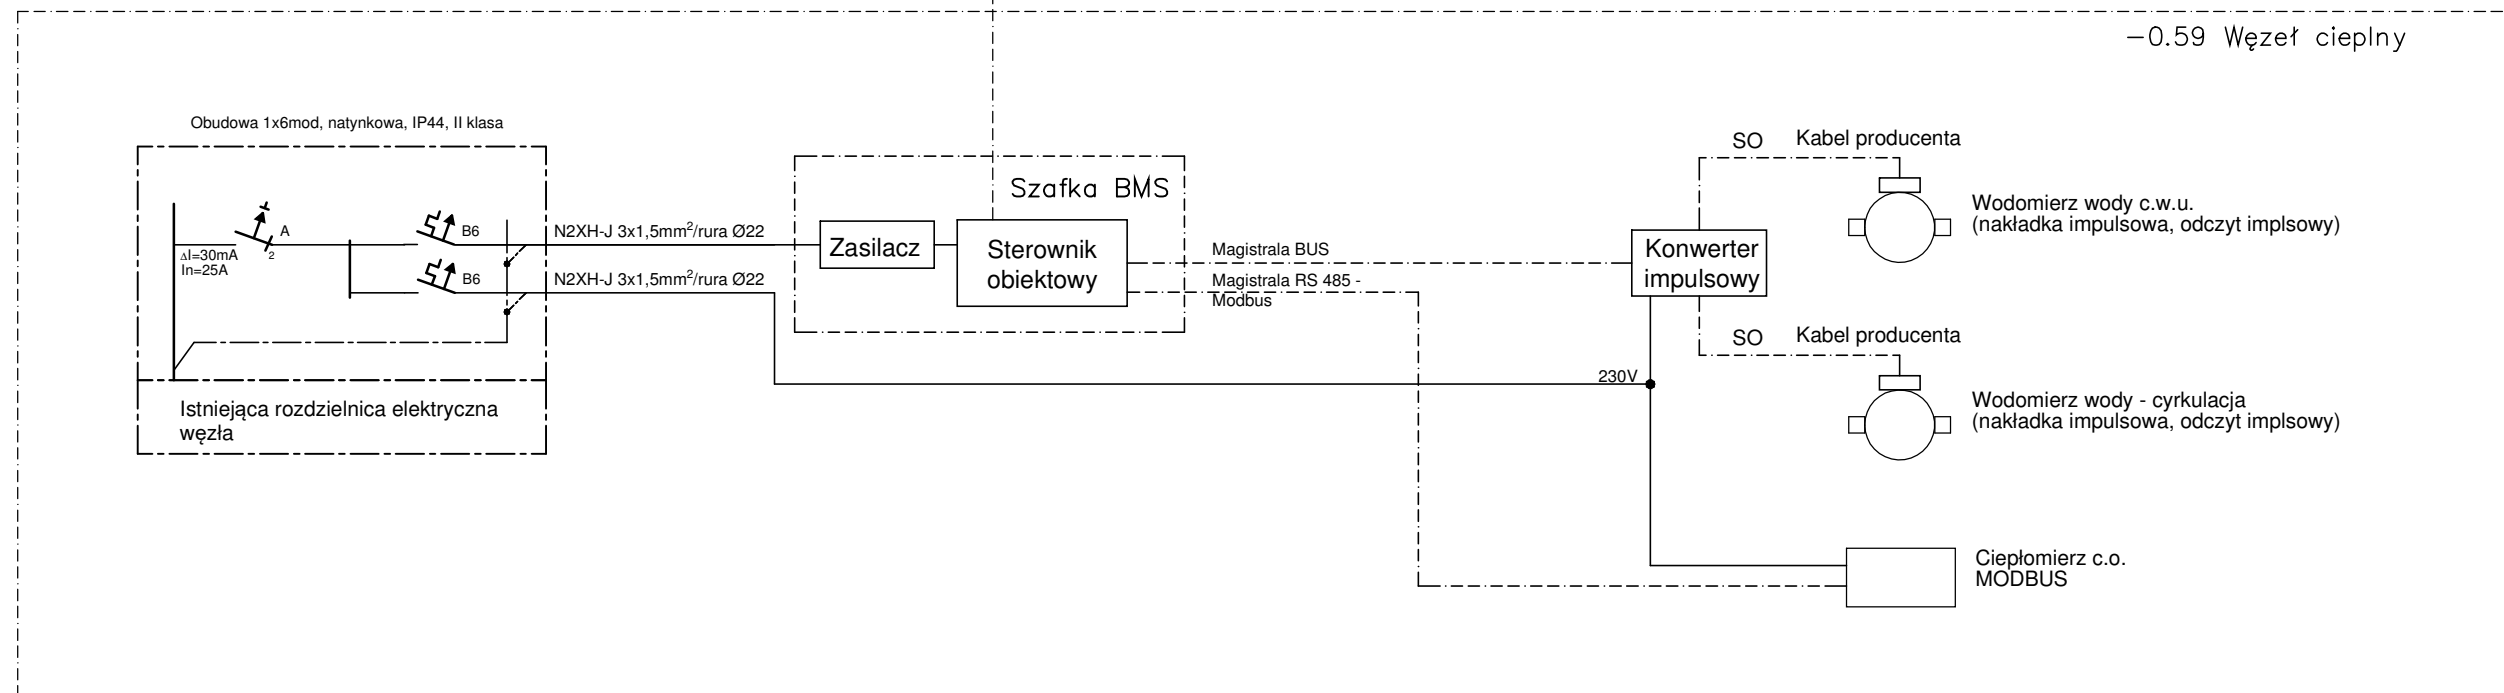 -0.59 Węzeł cieplny
Obudowa 1x6mod, natynkowa, IP44, II klasa
A
2
ΔI=30mA
In=25A
B6
B6
N2XH-J 3x1,5mm²/rura Ø22
N2XH-J 3x1,5mm²/rura Ø22
Istniejąca rozdzielnica elektryczna
węzła
Szafka BMS
Zasilacz
Sterownik
obiektowy
Magistrala BUS
Magistrala RS 485 -
Modbus
230V
Konwerter
impulsowy
SO
Kabel producenta
Wodomierz wody c.w.u.
(nakładka impulsowa, odczyt implsowy)
SO
Kabel producenta
Wodomierz wody - cyrkulacja
(nakładka impulsowa, odczyt implsowy)
Ciepłomierz c.o.
MODBUS